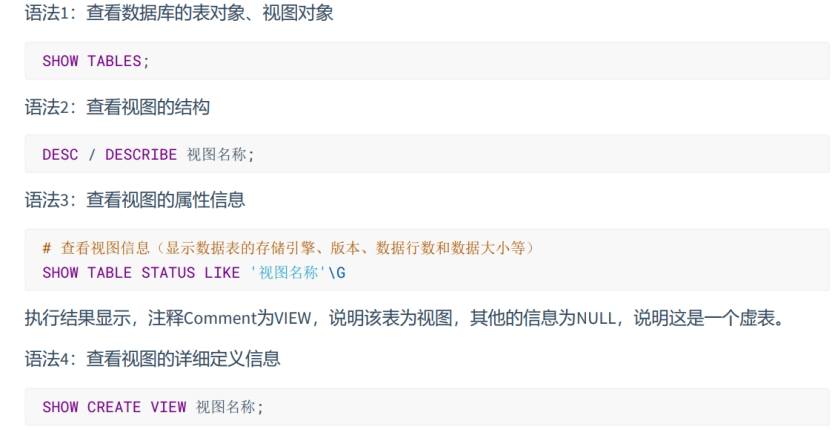 语法1：查看数据库的表对象、视图对象
SHOW TABLES;
语法2：查看视图的结构
DESC / DESCRIBE 视图名称;
语法3：查看视图的属性信息
# 查看视图信息（显示数据表的存储引擎、版本、数据行数和数据大小等）
SHOW TABLE STATUS LIKE '视图名称'\G
执行结果显示，注释Comment为VIEW，说明该表为视图，其他的信息为NULL，说明这是一个虚表。
语法4：查看视图的详细定义信息
SHOW CREATE VIEW 视图名称;